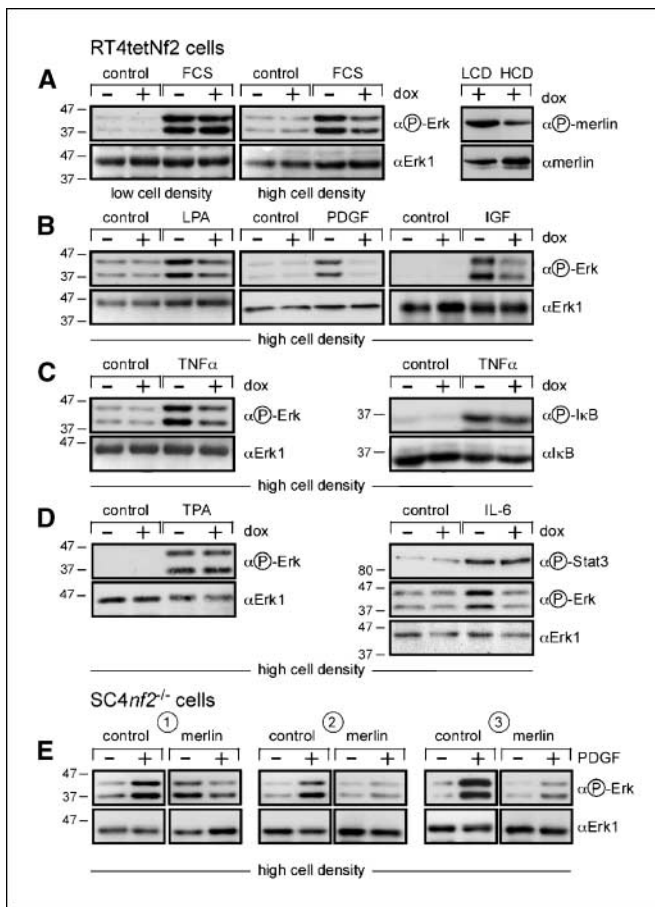 RT4tetNf2 cells
A
control FCS control FCS LCD HCD
− + − + − + − + dox + + dox
47
37
αⓅ-Erk αⓅ-merlin
47
37
αErk1 αmerlin
low cell density high cell density
B
control LPA control PDGF control IGF
− + − + − + − + − + − + dox
47
37
αⓅ-Erk
47
37
αErk1
high cell density
C
control TNFα control TNFα
− + − + dox − + − + dox
47
37
αⓅ-Erk 37 αⓅ-IκB
47
αErk1 37 αIκB
high cell density
D
control TPA control IL-6
− + − + dox − + − + dox
47
37
αⓅ-Erk 80 αⓅ-Stat3
47
αErk1
47
37
αⓅ-Erk
47
37
αErk1
high cell density
SC4nf2-/- cells
① ② ③
E
control merlin control merlin control merlin
− + − + − + − + − + − + PDGF
47
37
αⓅ-Erk
47
αErk1
high cell density